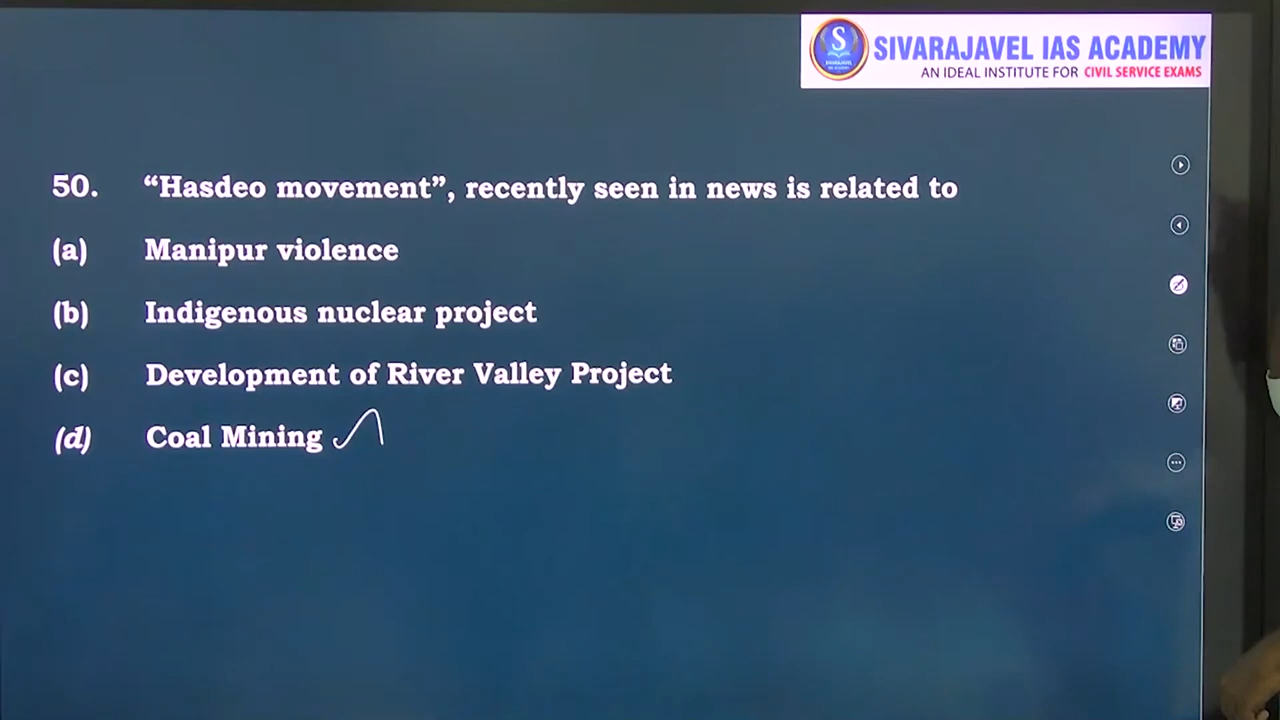 SIVARAJAVEL IAS ACADEMY
AN IDEAL INSTITUTE FOR CIVIL SERVICE EXAMS
50. “Hasdeo movement”, recently seen in news is related to
(a) Manipur violence
(b) Indigenous nuclear project
(c) Development of River Valley Project
(d) Coal Mining